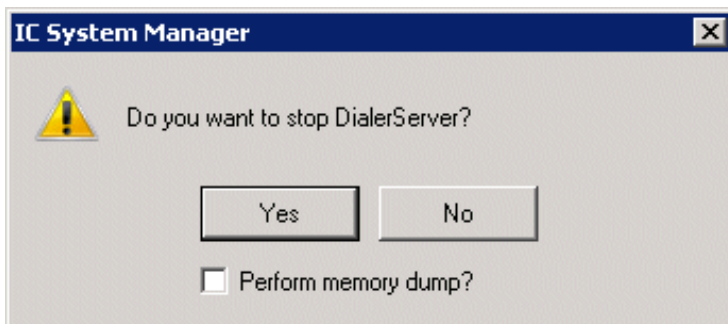 IC System Manager
Do you want to stop DialerServer?
Yes No
Perform memory dump?